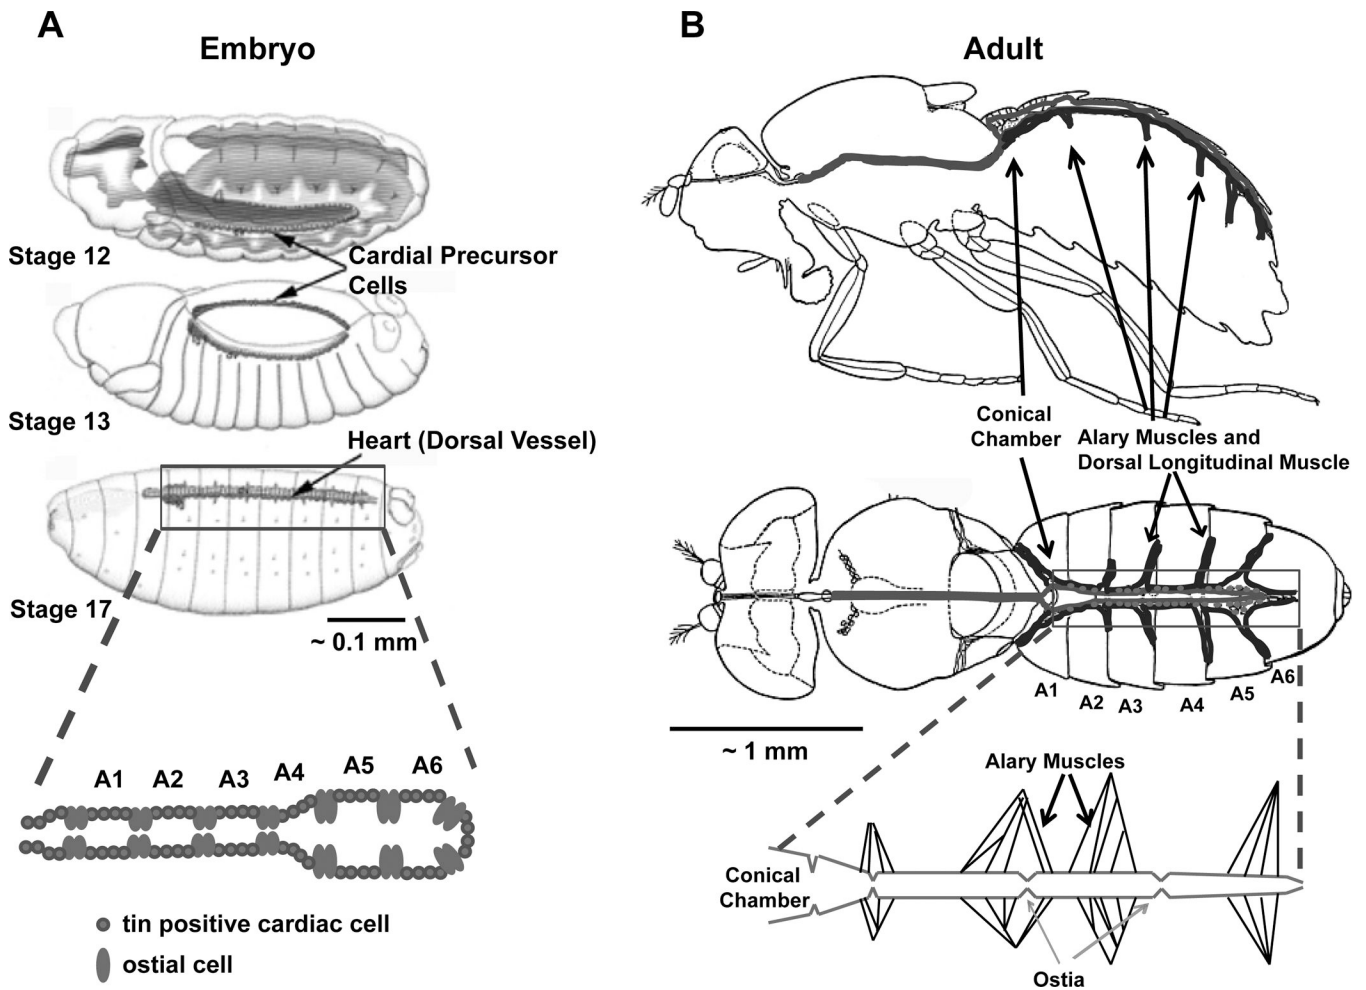 A
Embryo
Stage 12
Cardial Precursor
Cells
Stage 13
Heart (Dorsal Vessel)
Stage 17
~ 0.1 mm
A1 A2 A3 A4 A5 A6
tin positive cardiac cell
ostial cell
B
Adult
Conical
Chamber
Alary Muscles and
Dorsal Longitudinal Muscle
A1 A2 A3 A4 A5 A6
~ 1 mm
Alary Muscles
Conical
Chamber
Ostia